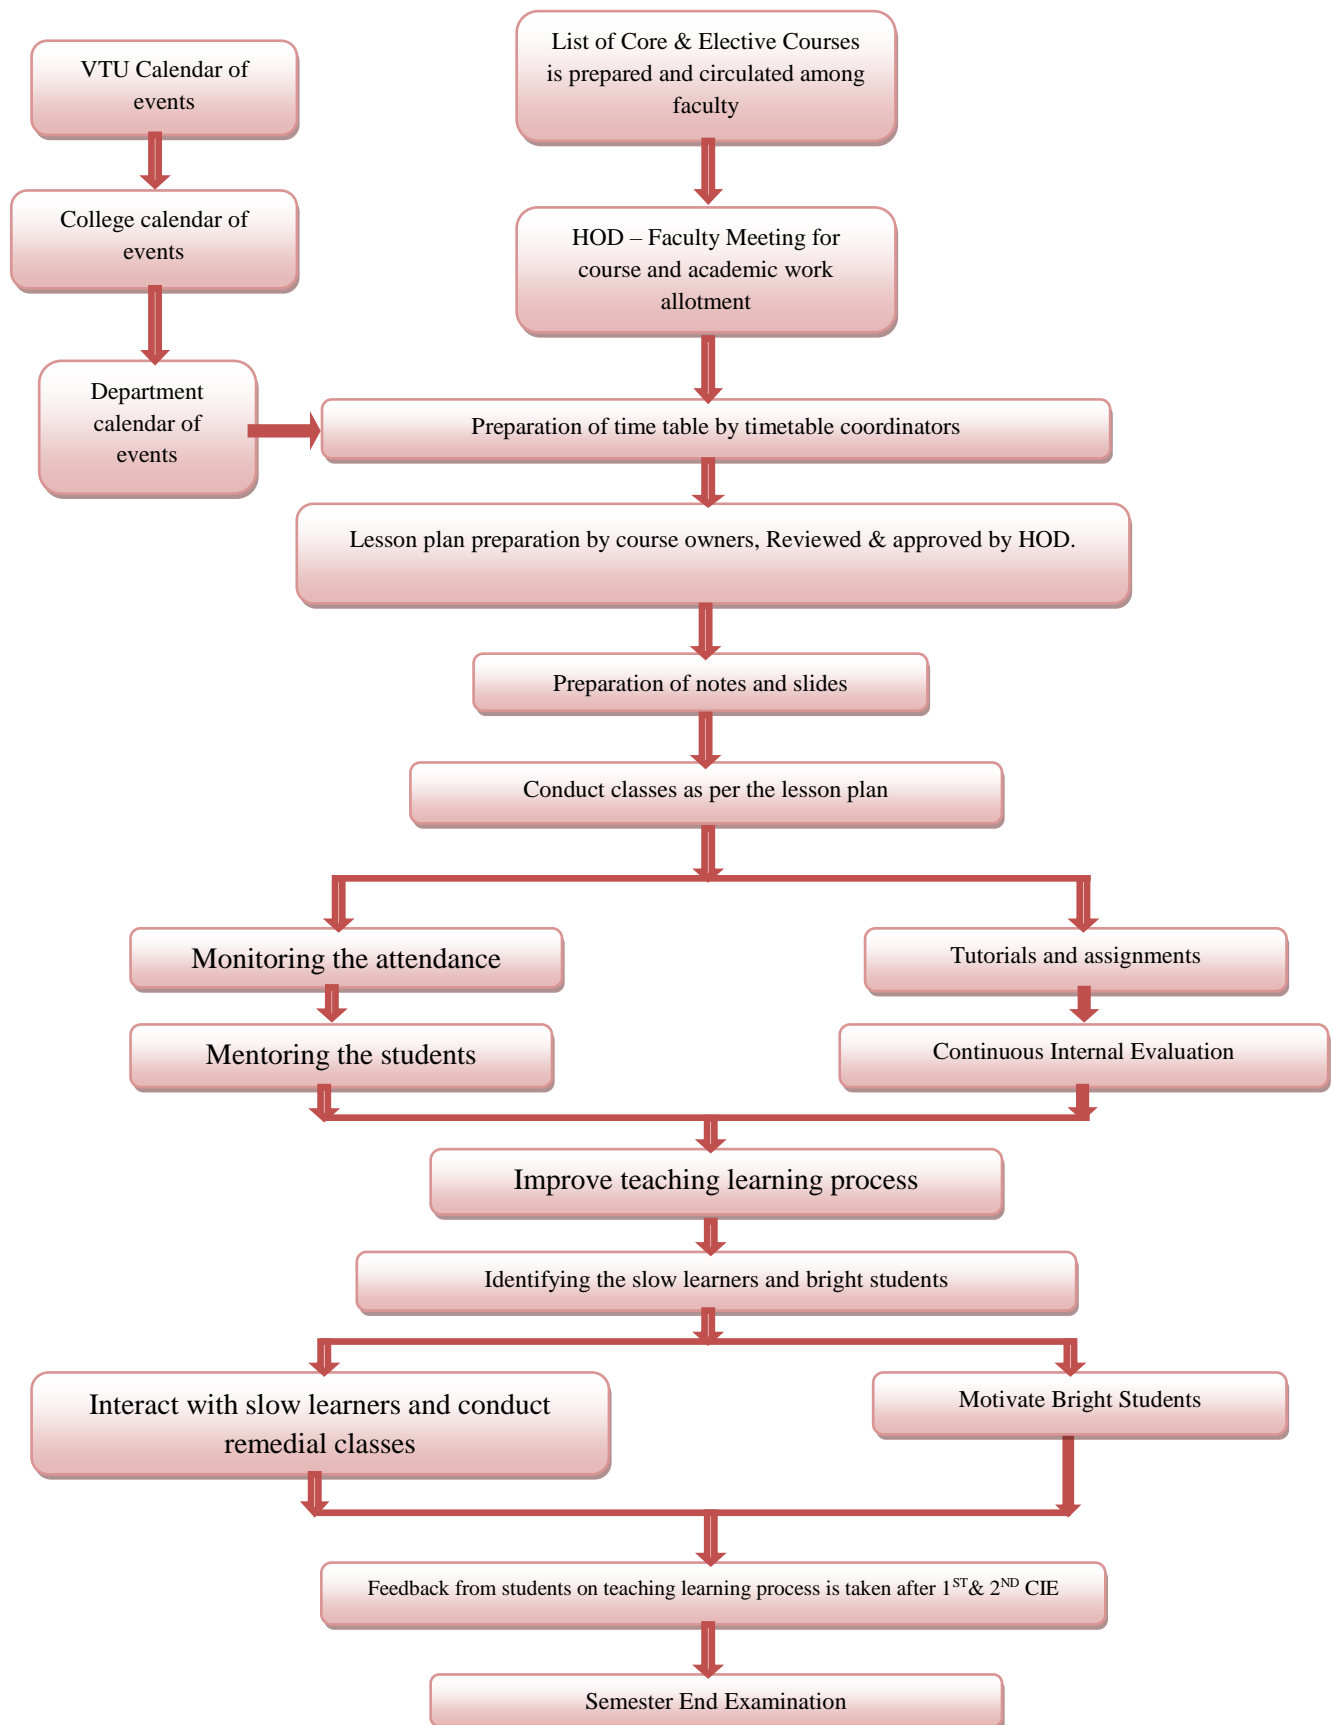 VTU Calendar of
events
List of Core & Elective Courses
is prepared and circulated among
faculty
College calendar of
events
HOD – Faculty Meeting for
course and academic work
allotment
Department
calendar of
events
Preparation of time table by timetable coordinators
Lesson plan preparation by course owners, Reviewed & approved by HOD.
Preparation of notes and slides
Conduct classes as per the lesson plan
Monitoring the attendance
Tutorials and assignments
Mentoring the students
Continuous Internal Evaluation
Improve teaching learning process
Identifying the slow learners and bright students
Interact with slow learners and conduct
remedial classes
Motivate Bright Students
Feedback from students on teaching learning process is taken after 1ST& 2ND CIE
Semester End Examination